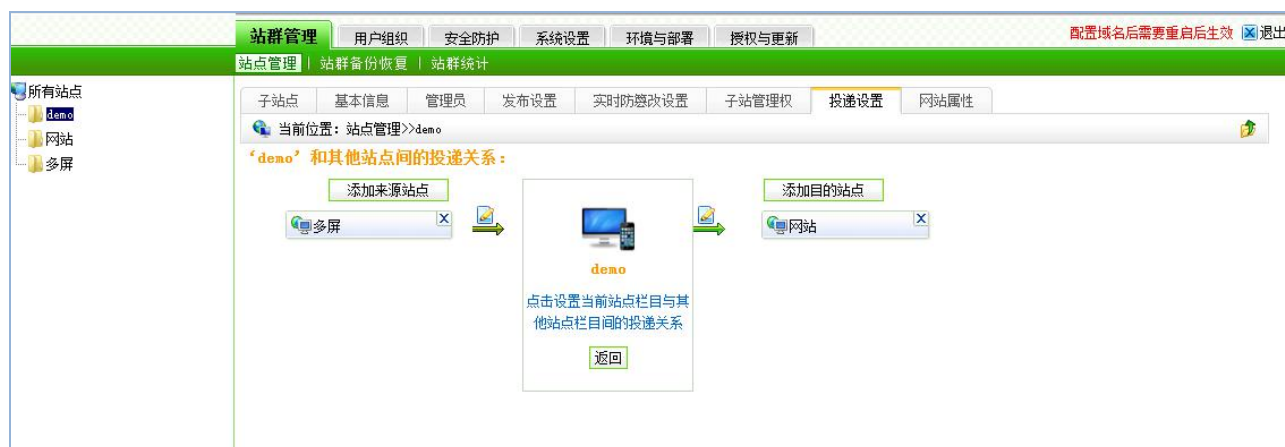 站群管理 用户组织 安全防护 系统设置 环境与部署 授权与更新 配置域名后需要重启后生效 退出
站点管理 | 站群备份恢复 | 站群统计
所有站点
demo
网站
多屏
子站点 基本信息 管理员 发布设置 实时防篡改设置 子站管理权 投递设置 网站属性
当前位置：站点管理>>demo
‘demo’和其他站点间的投递关系：
添加来源站点 添加目的站点
多屏 网站
demo
点击设置当前站点栏目与其
他站点栏目间的投递关系
返回